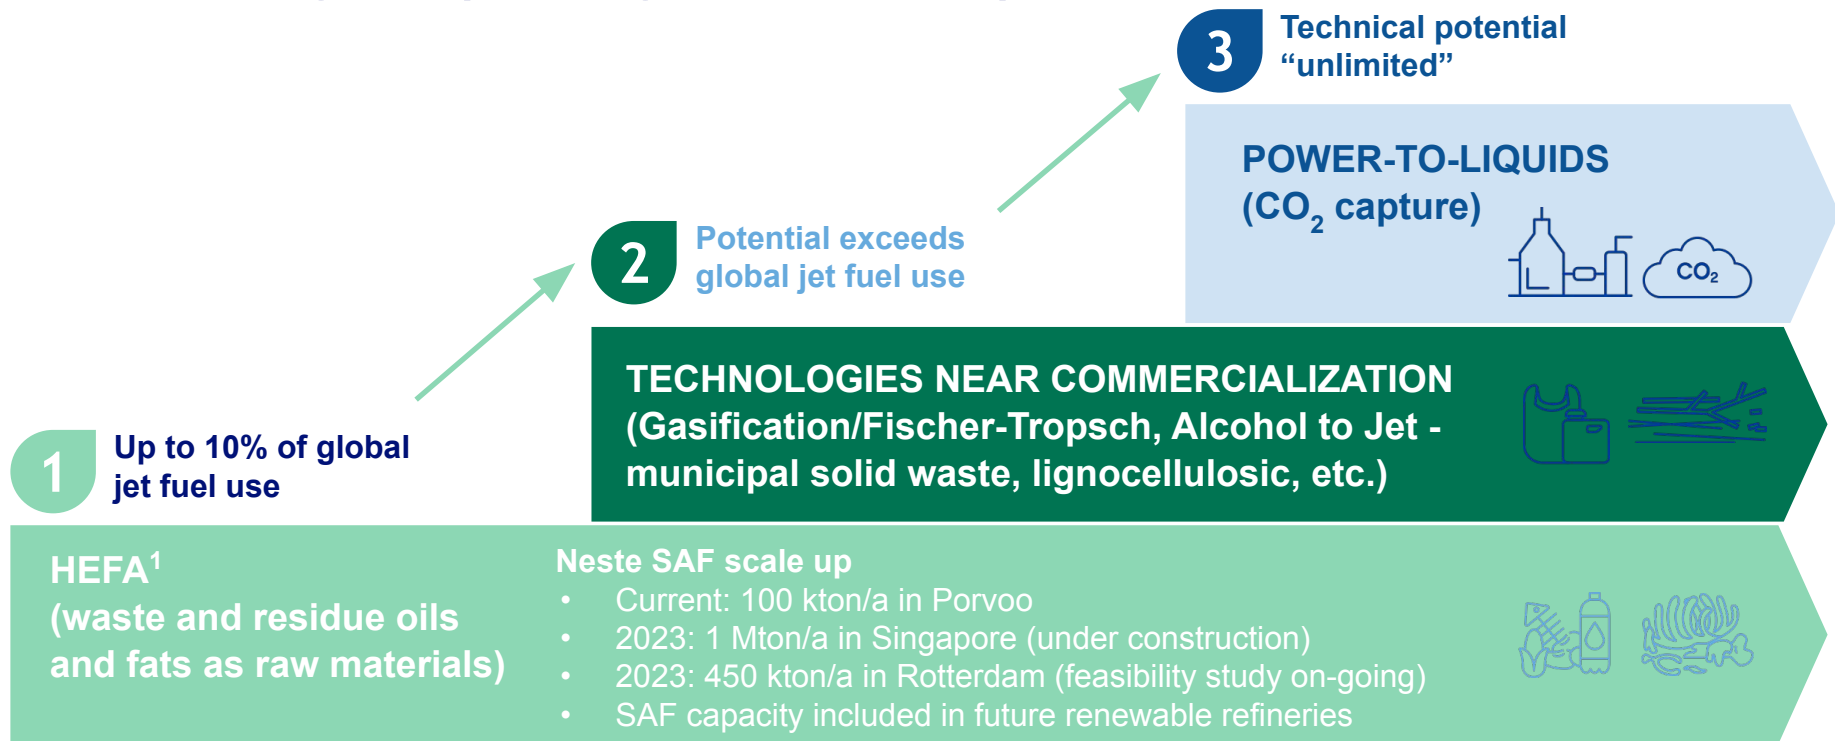 3
Technical potential
“unlimited”
POWER-TO-LIQUIDS
(CO₂ capture)
CO₂
2
Potential exceeds
global jet fuel use
TECHNOLOGIES NEAR COMMERCIALIZATION
(Gasification/Fischer-Tropsch, Alcohol to Jet -
municipal solid waste, lignocellulosic, etc.)
1
Up to 10% of global
jet fuel use
HEFA¹
(waste and residue oils
and fats as raw materials)
Neste SAF scale up
• Current: 100 kton/a in Porvoo
• 2023: 1 Mton/a in Singapore (under construction)
• 2023: 450 kton/a in Rotterdam (feasibility study on-going)
• SAF capacity included in future renewable refineries